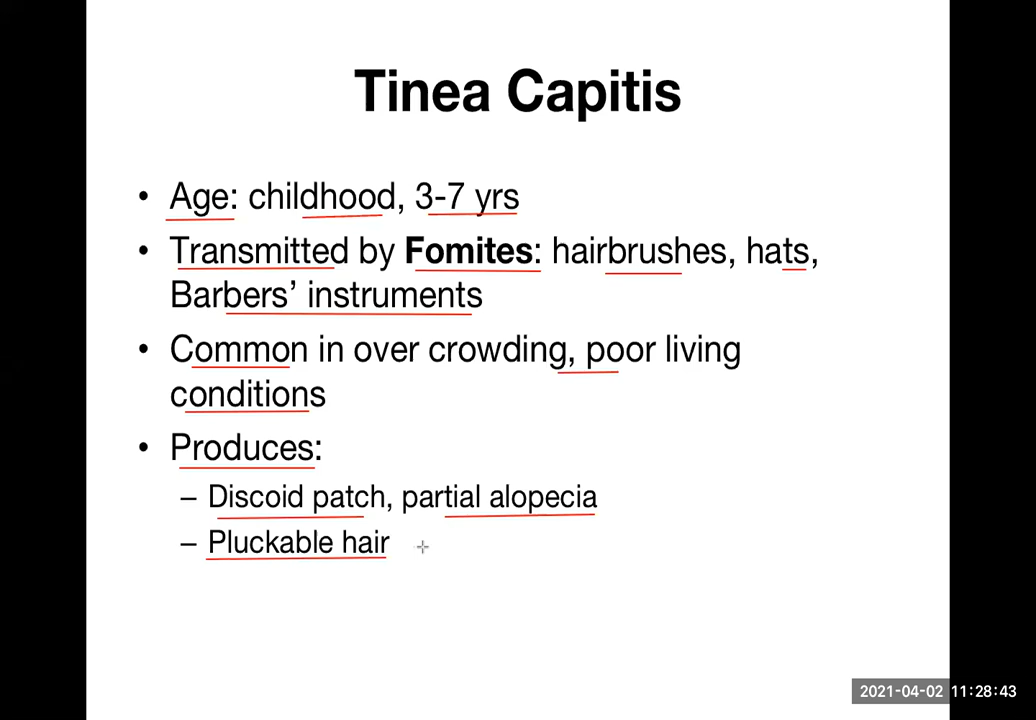 Tinea Capitis
• Age: childhood, 3-7 yrs
• Transmitted by Fomites: hairbrushes, hats,
Barbers’ instruments
• Common in over crowding, poor living
conditions
• Produces:
– Discoid patch, partial alopecia
– Pluckable hair
2021-04-02 11:28:43